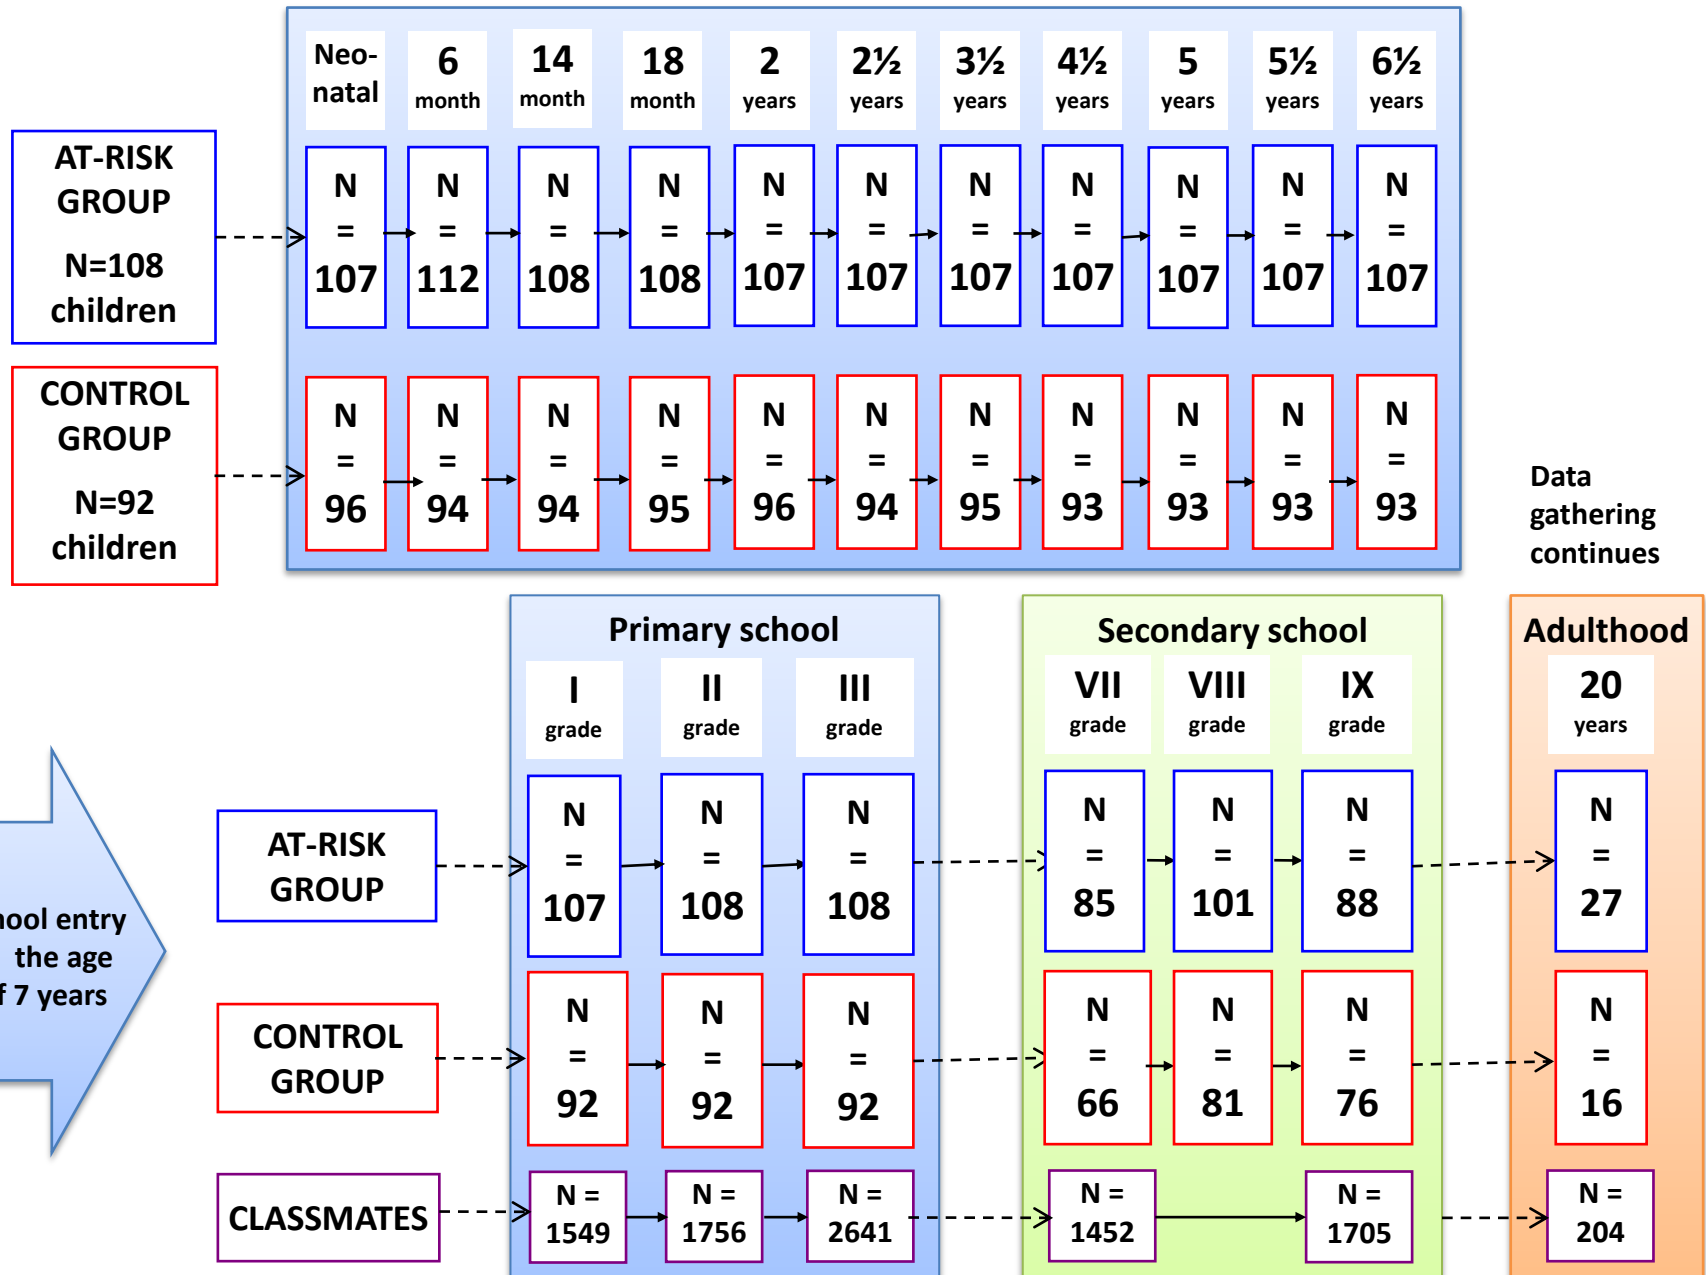 Neo-
natal
6
month
14
month
18
month
2
years
2½
years
3½
years
4½
years
5
years
5½
years
6½
years
AT-RISK
GROUP
N=108
children
N
=
107
N
=
112
N
=
108
N
=
108
N
=
107
N
=
107
N
=
107
N
=
107
N
=
107
N
=
107
N
=
107
CONTROL
GROUP
N=92
children
N
=
96
N
=
94
N
=
94
N
=
95
N
=
96
N
=
94
N
=
95
N
=
93
N
=
93
N
=
93
N
=
93
Data
gathering
continues
Primary school
I
grade
II
grade
III
grade
Secondary school
VII
grade
VIII
grade
IX
grade
Adulthood
20
years
hool entry
the age
f 7 years
AT-RISK
GROUP
N
=
107
N
=
108
N
=
108
N
=
85
N
=
101
N
=
88
N
=
27
CONTROL
GROUP
N
=
92
N
=
92
N
=
92
N
=
66
N
=
81
N
=
76
N
=
16
CLASSMATES
N =
1549
N =
1756
N =
2641
N =
1452
N =
1705
N =
204